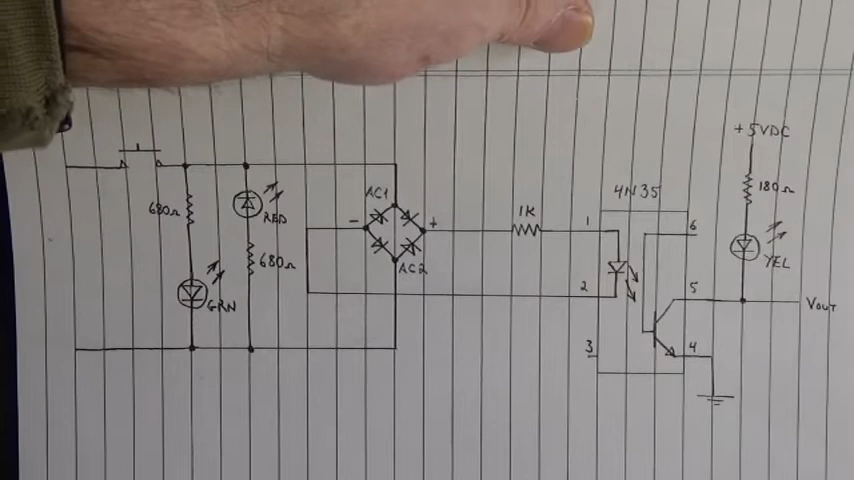 +5VDC
180Ω
4N35
AC1
680Ω
RED
1K
1
6
- +
680Ω
AC2
YEL
2
5
GRN
VOUT
3
4